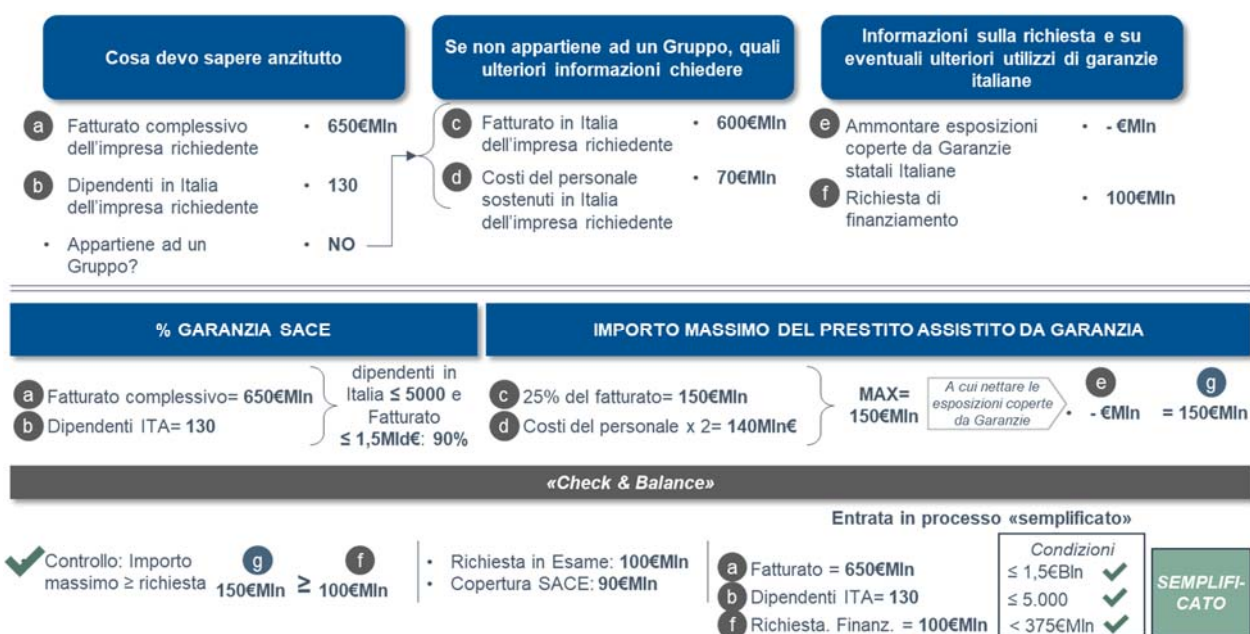 Cosa devo sapere anzitutto
Se non appartiene ad un Gruppo, quali
ulteriori informazioni chiedere
Informazioni sulla richiesta e su
eventuali ulteriori utilizzi di garanzie
italiane
a Fatturato complessivo • 650€Mln
dell'impresa richiedente
b Dipendenti in Italia • 130
dell'impresa richiedente
• Appartiene ad un • NO
Gruppo?
c Fatturato in Italia • 600€Mln
dell'impresa richiedente
d Costi del personale • 70€Mln
sostenuti in Italia
dell'impresa richiedente
e Ammontare esposizioni • - €Mln
coperte da Garanzie
statali Italiane
f Richiesta di • 100€Mln
finanziamento
% GARANZIA SACE
IMPORTO MASSIMO DEL PRESTITO ASSISTITO DA GARANZIA
a Fatturato complessivo= 650€Mln
b Dipendenti ITA= 130
dipendenti in
Italia ≤ 5000 e
Fatturato
≤ 1,5Mld€: 90%
c 25% del fatturato= 150€Mln
d Costi del personale x 2= 140Mln€
MAX=
150€Mln
A cui nettare le
esposizioni coperte
da Garanzie
e
• - €Mln
g
= 150€Mln
«Check & Balance»
Controllo: Importo
massimo ≥ richiesta
g f
150€Mln ≥ 100€Mln
• Richiesta in Esame: 100€Mln
• Copertura SACE: 90€Mln
Entrata in processo «semplificato»
a Fatturato = 650€Mln
b Dipendenti ITA= 130
f Richiesta. Finanz. = 100€Mln
Condizioni
≤ 1,5€Bln
≤ 5.000
< 375€Mln
SEMPLIFI-
CATO